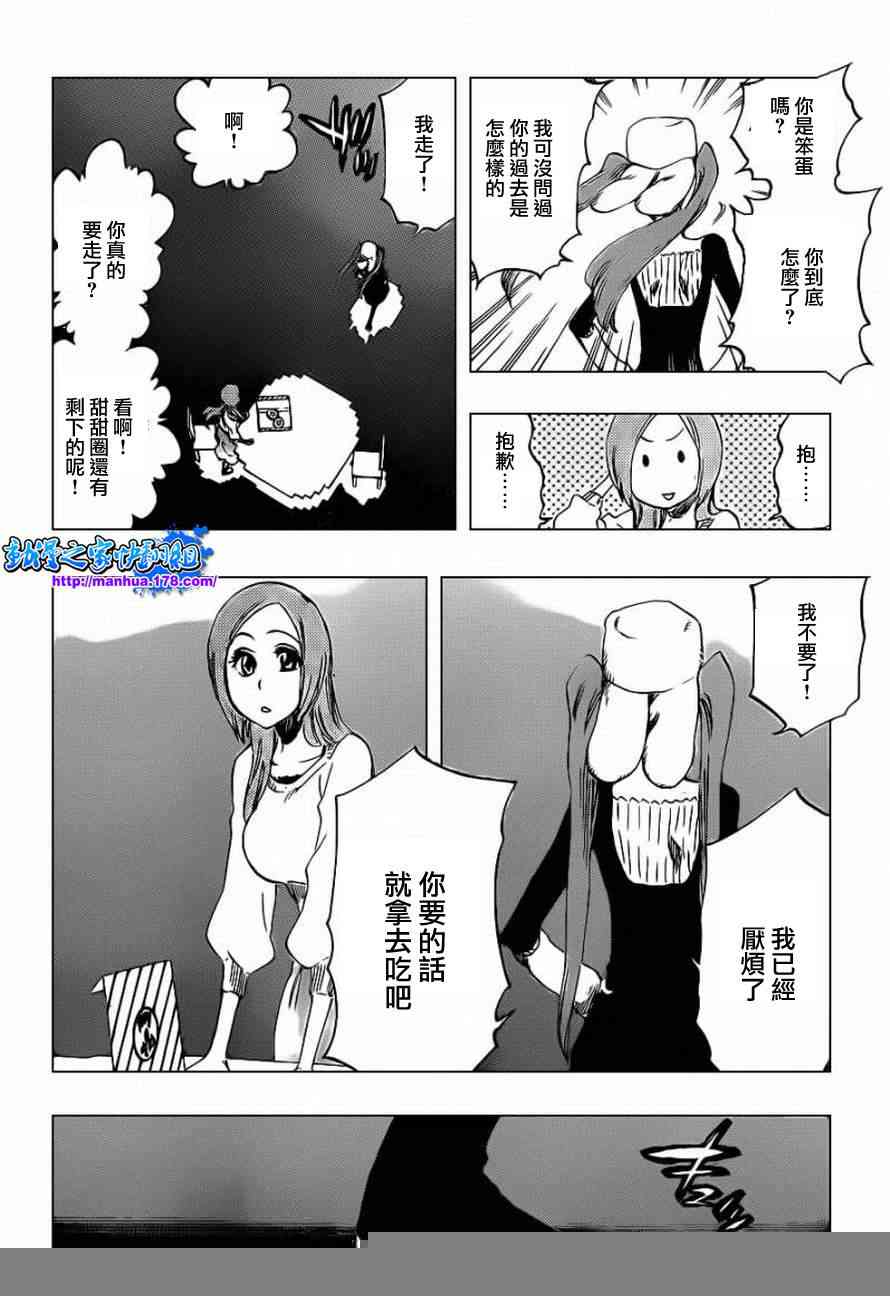 你是笨蛋
嗎？
你到底
怎麼了？
我可沒問過
你的過去是
怎麼樣的
抱……
抱歉……
我走了！
啊！
你真的
要走了？
看啊！
甜甜圈還有
剩下的呢！
動漫之家汉化组
http://manhua.178.com/
我不要了！
我已經
厭煩了
你要的話
就拿去吃吧